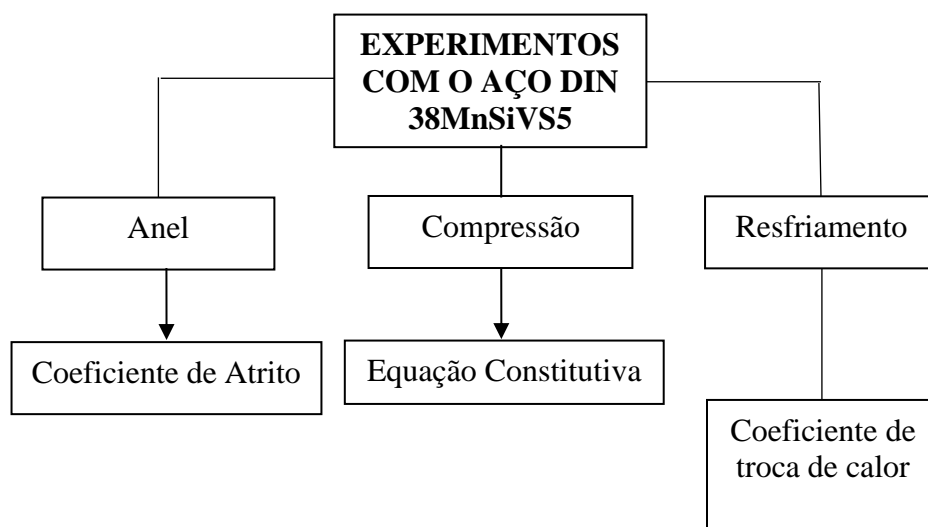 EXPERIMENTOS
COM O AÇO DIN
38MnSiVS5
Anel
Compressão
Resfriamento
Coeficiente de Atrito
Equação Constitutiva
Coeficiente de
troca de calor